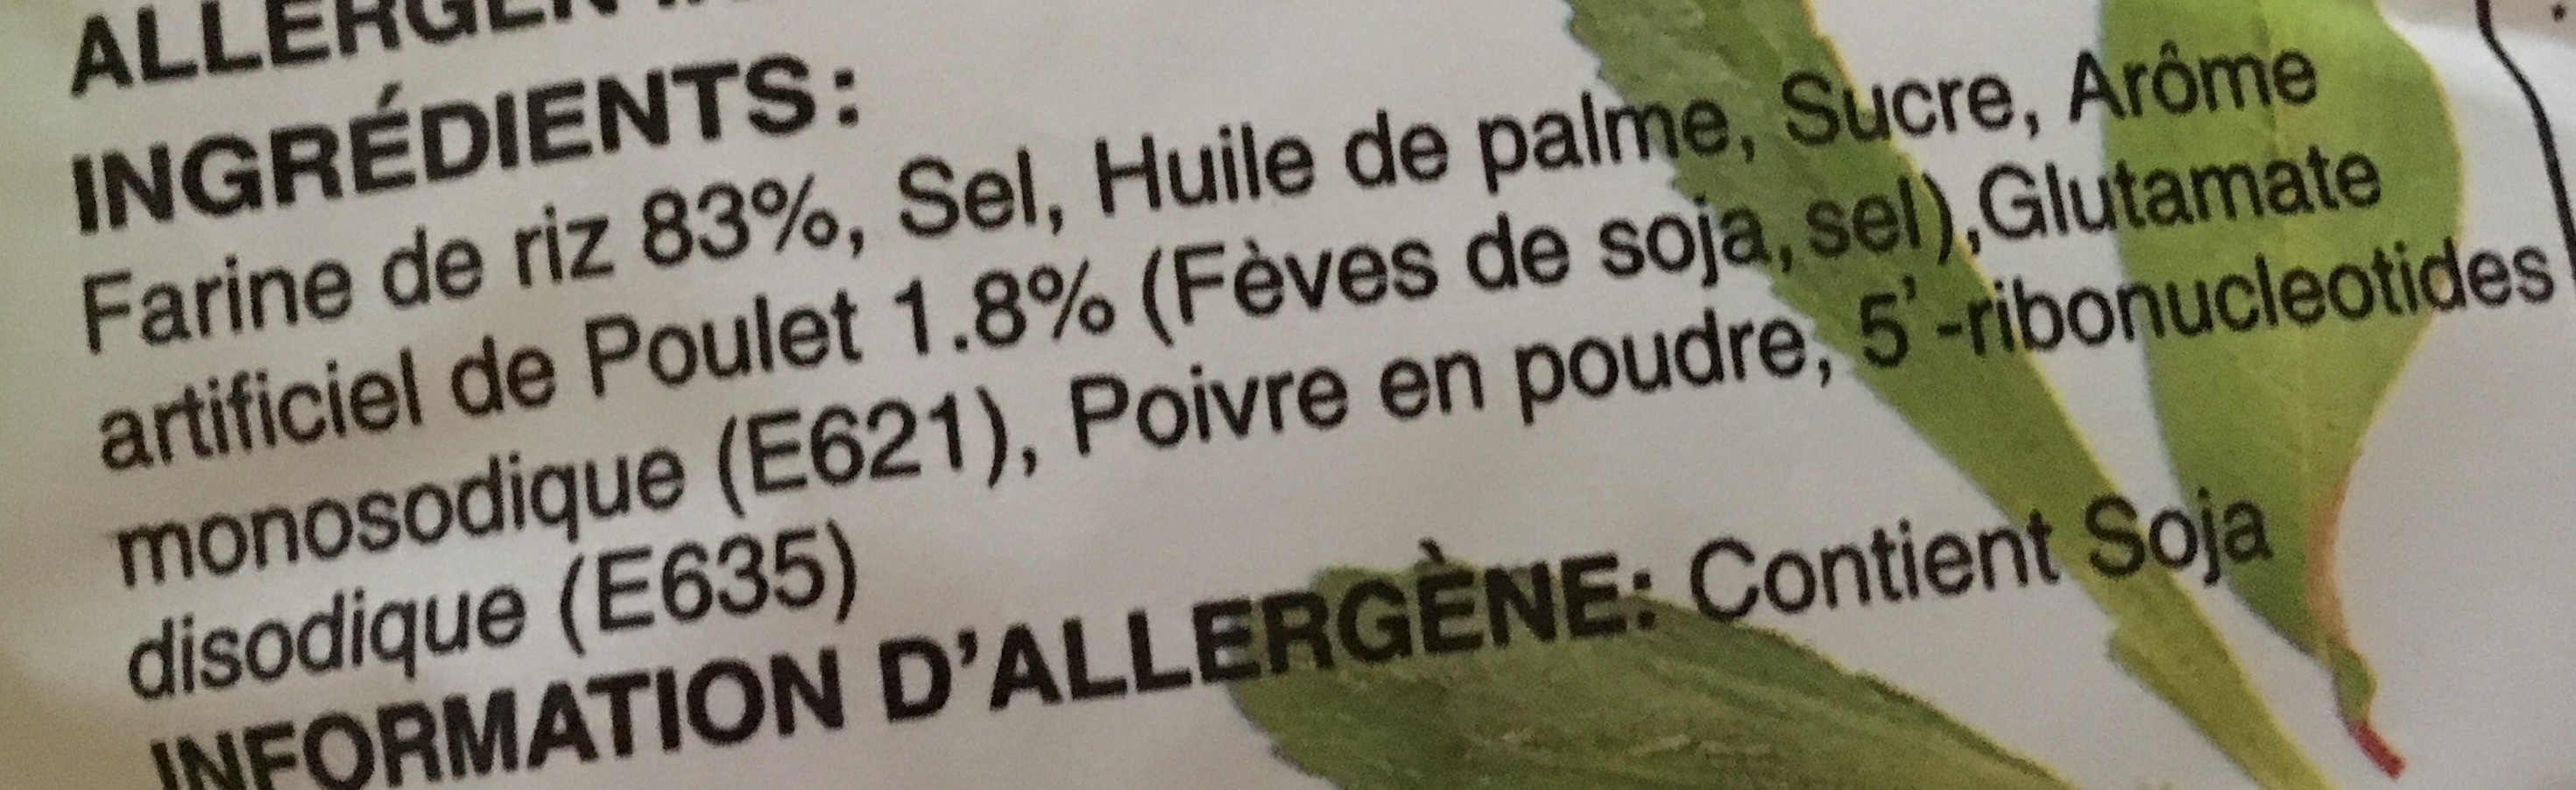 ALLERGEN
INGRÉDIENTS:
Farine de riz 83%, Sel, Huile de palme, Sucre, Arôme
artificiel de Poulet 1.8% (Fèves de soja, sel),Glutamate
monosodique (E621), Poivre en poudre, 5'-ribonucleotides
disodique (E635)
INFORMATION D'ALLERGÈNE: Contient Soja